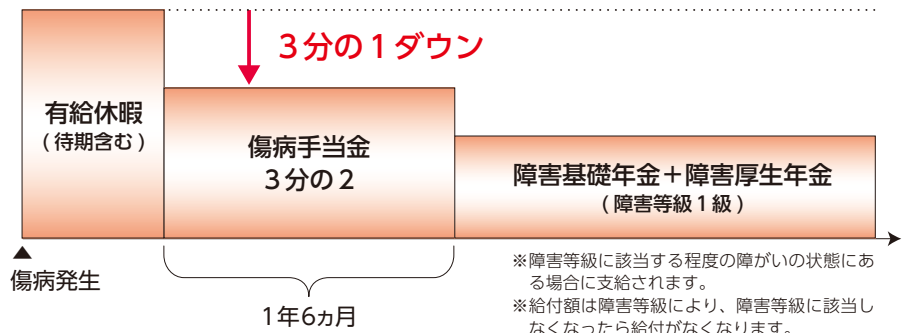 3分の1ダウン
有給休暇
(待期含む)
傷病手当金
3分の2
障害基礎年金＋障害厚生年金
(障害等級1級)
傷病発生
1年6ヵ月
※障害等級に該当する程度の障がいの状態にあ
る場合に支給されます。
※給付額は障害等級により、障害等級に該当し
なくなったら給付がなくなります。